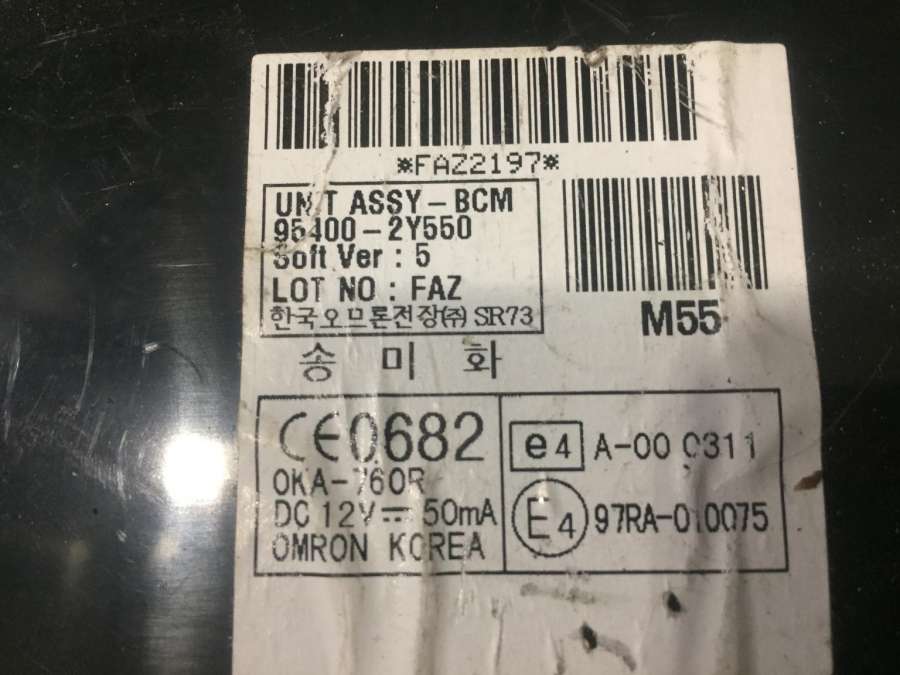 *FAZ2197*
UNIT ASSY-BCM
95400-2Y550
Soft Ver : 5
LOT NO : FAZ
한국오므론전장(주) SR73
M55
송 미 화
CE0682
OKA-760R
DC 12V ⎓ 50mA
OMRON KOREA
e4 A-00 0311
E4 97RA-010075